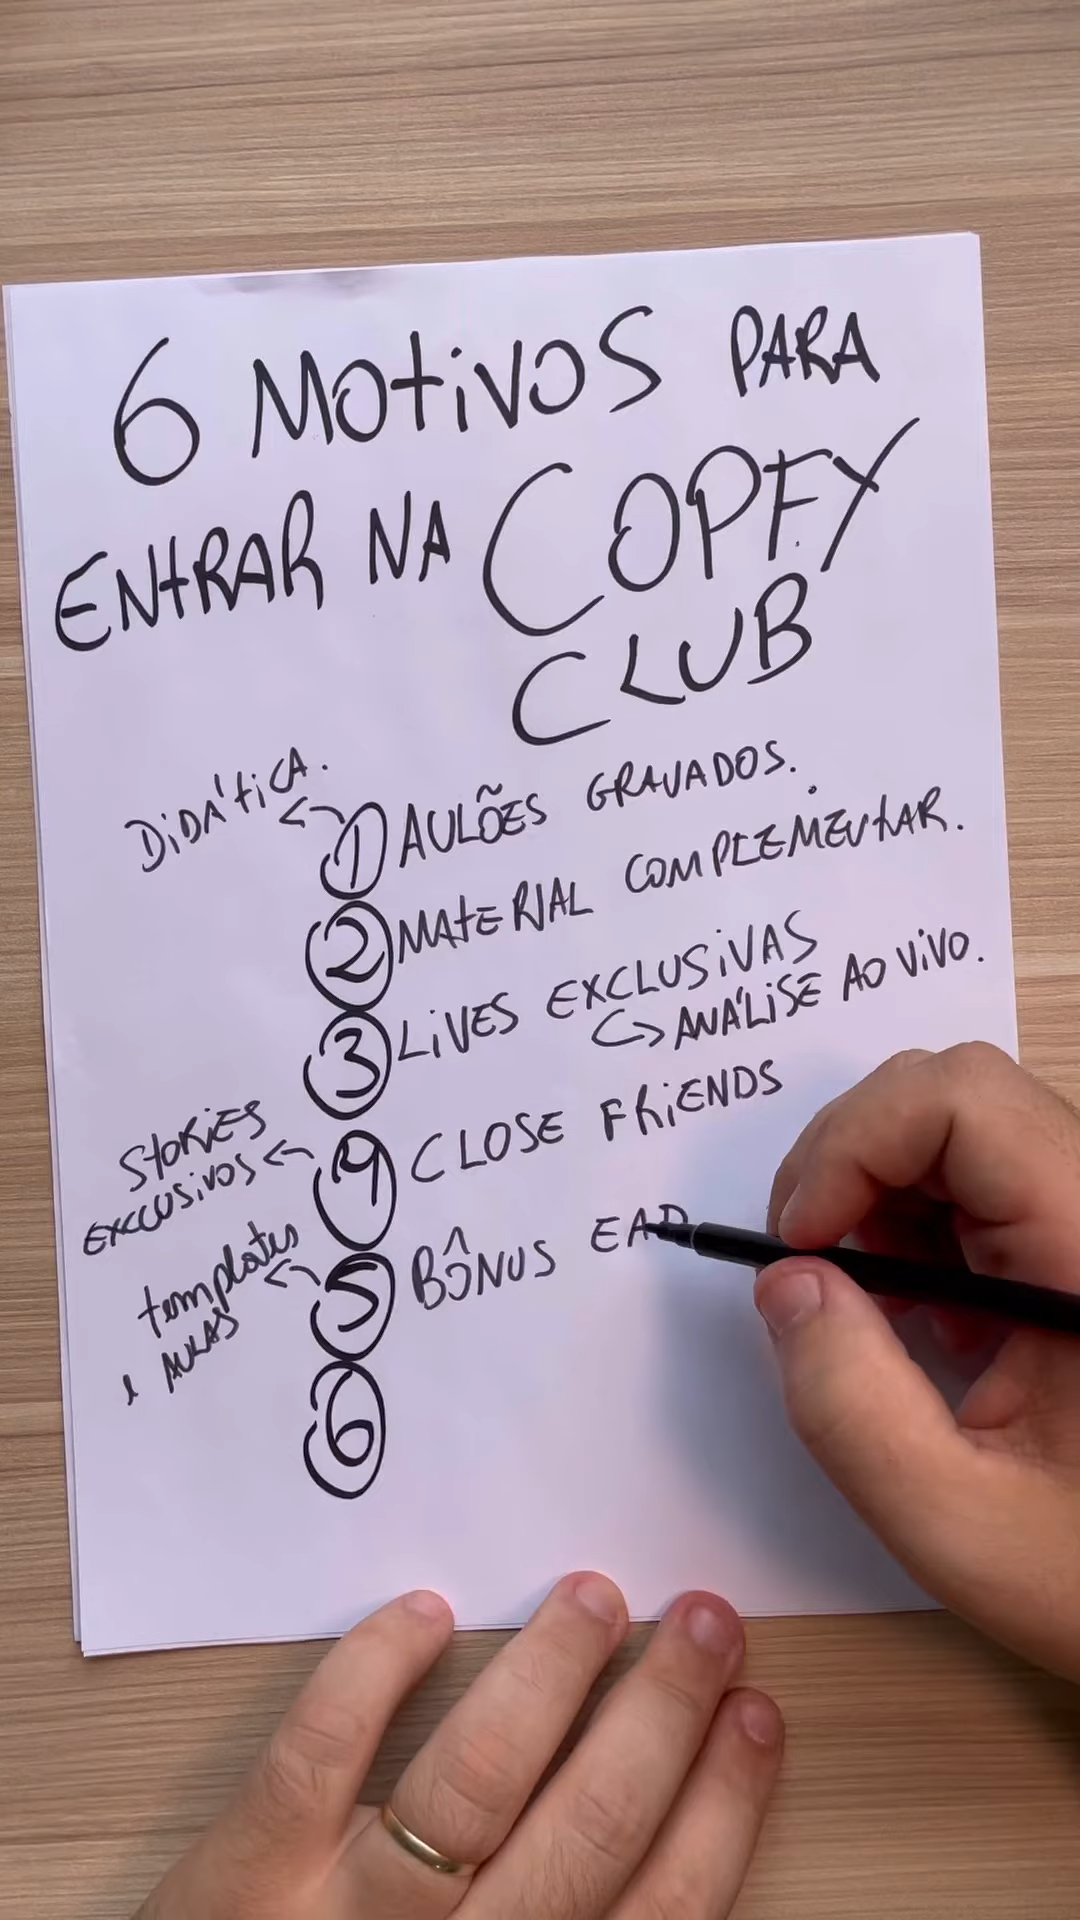 6 MOTIVOS PARA
ENTRAR NA COPFY
CLUB
DIDÁTICA.
1 AULÕES GRAVADOS.
2 MATERIAL COMPLEMENTAR.
3 LIVES EXCLUSIVAS
ANÁLISE AO VIVO.
STORIES
EXCLUSIVOS
4 CLOSE FRIENDS
templates
e AULAS
5 BÔNUS EAD
6